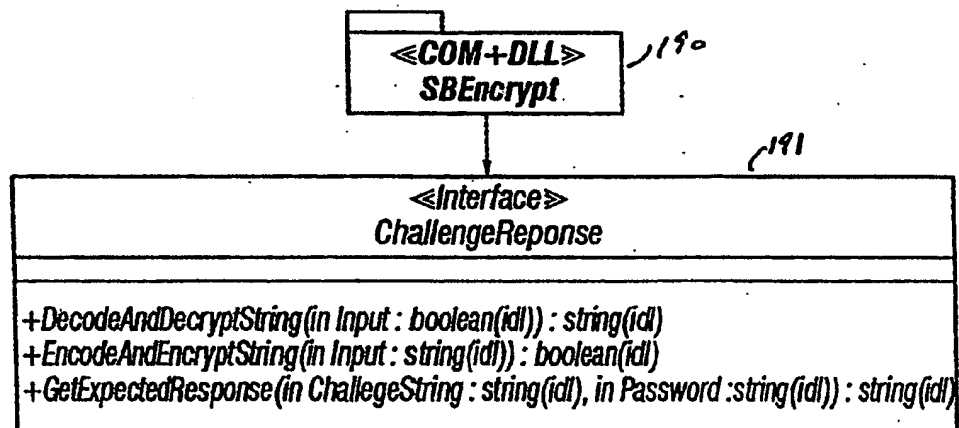 ≪COM+DLL≫
SBEncrypt
190
191
≪Interface≫
ChallengeReponse
+DecodeAndDecryptString(in Input : boolean(idl)) : string(idl)
+EncodeAndEncryptString(in Input : string(idl)) : boolean(idl)
+GetExpectedResponse(in ChallegeString : string(idl), in Password :string(idl)) : string(idl)